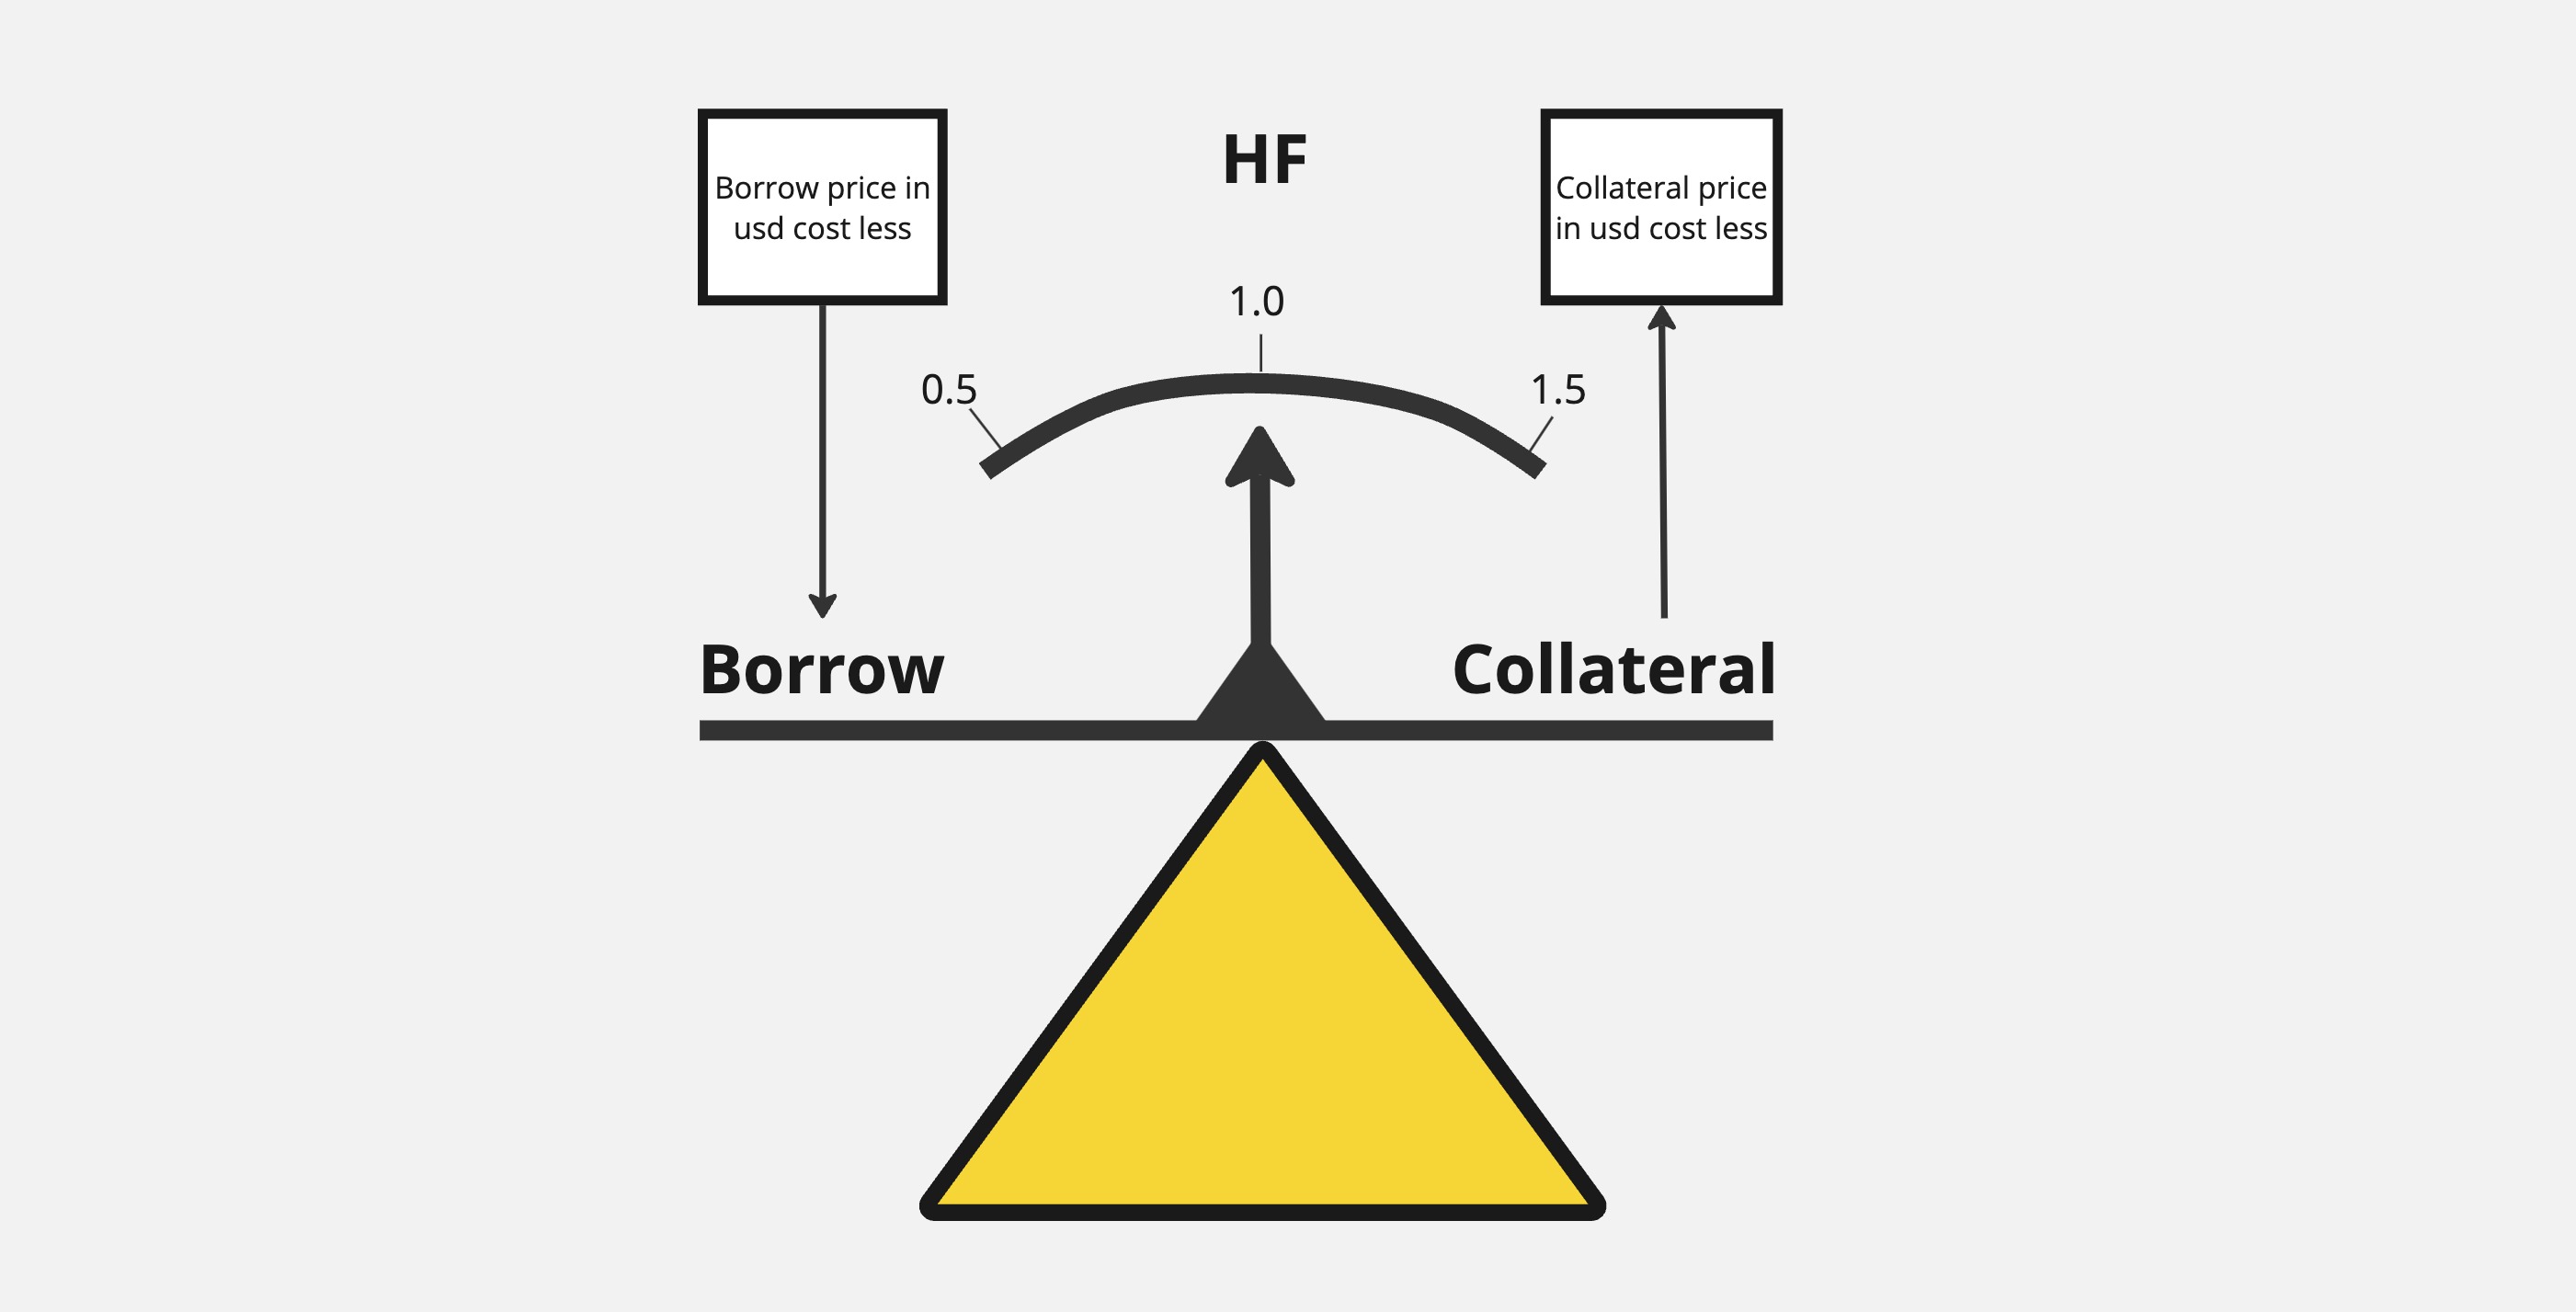 Borrow price in
usd cost less
HF
Collateral price
in usd cost less
1.0
0.5
1.5
Borrow
Collateral